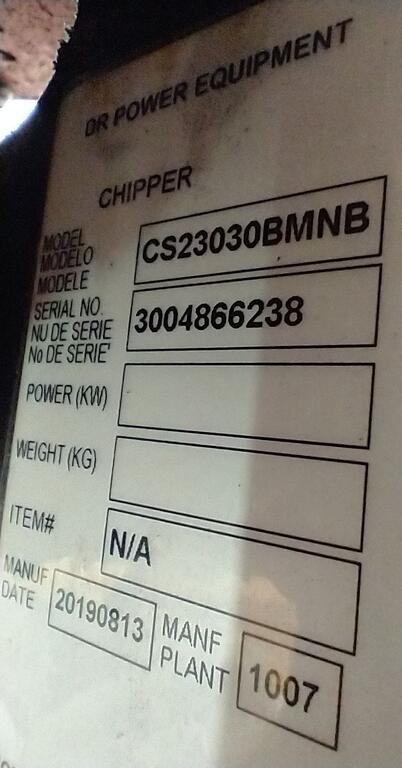 DR POWER EQUIPMENT
CHIPPER
MODEL
MODELO
MODELE
CS23030BMNB
SERIAL NO.
NU DE SERIE
No DE SERIE'
3004866238
POWER (KW)
WEIGHT (KG)
ITEM#
N/A
MANUF
DATE
20190813
MANF
PLANT
1007